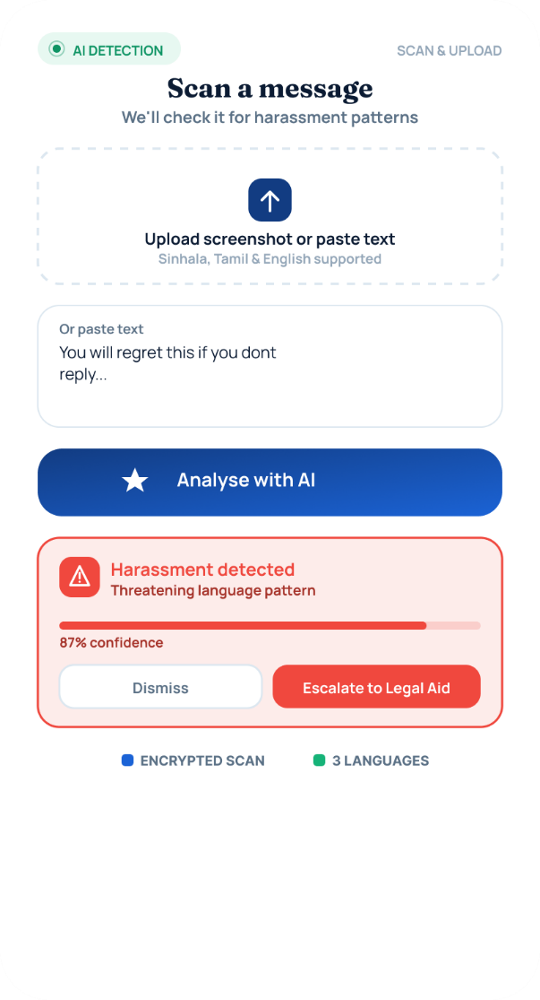 AI DETECTION
SCAN & UPLOAD
Scan a message
We'll check it for harassment patterns
Upload screenshot or paste text
Sinhala, Tamil & English supported
Or paste text
You will regret this if you dont
reply...
Analyse with AI
Harassment detected
Threatening language pattern
87% confidence
Dismiss
Escalate to Legal Aid
ENCRYPTED SCAN
3 LANGUAGES